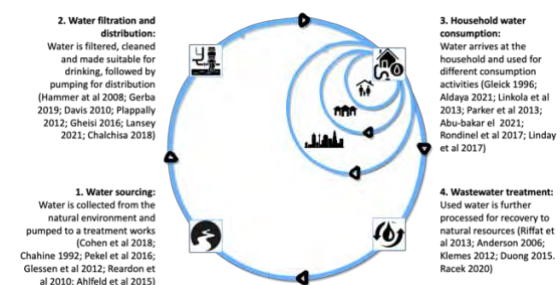 2. Water filtration and
distribution:
Water is filtered, cleaned
and made suitable for
drinking, followed by
pumping for distribution
(Hammer at al 2008; Gerba
2019; Davis 2010; Plappally
2012; Gheisi 2016; Lansey
2021; Chalchisa 2018)
3. Household water
consumption:
Water arrives at the
household and used for
different consumption
activities (Gleick 1996;
Aldaya 2021; Linkola et al
2013; Parker et al 2013;
Abu-bakar el  2021;
Rondinel et al 2017; Linday
et al 2017)
1. Water sourcing:
Water is collected from the
natural environment and
pumped to a treatment works
(Cohen et al 2018;
Chahine 1992; Pekel et al 2016;
Glessen et al 2012; Reardon et
al 2010; Ahlfeld et al 2015)
4. Wastewater treatment:
Used water is further
processed for recovery to
natural resources (Riffat et
al 2013; Anderson 2006;
Klemes 2012; Duong 2015.
Racek 2020)